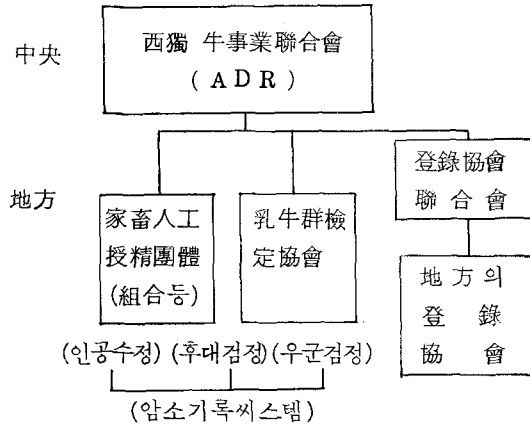 中央
西獨 牛事業聯合會
( A D R )
地方
家畜人工
授精團體
(組合등)
乳牛群檢
定協會
登錄協會
聯 合 會
地 方 의
登 錄
協 會
(인공수정) (후대검정) (우군검정)
(암소기록씨스템)